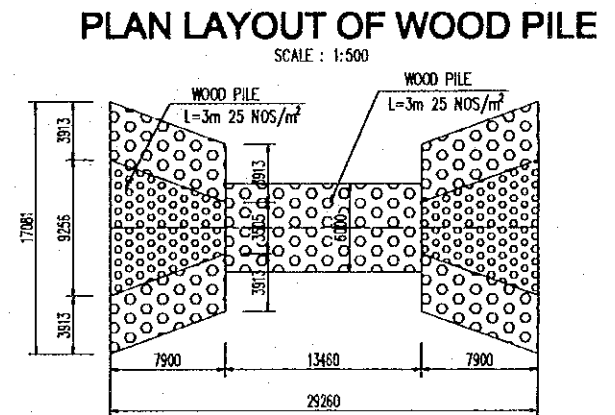 PLAN LAYOUT OF WOOD PILE
SCALE : 1:500
WOOD PILE
L=3m 25 NOS/m²
WOOD PILE
L=3m 25 NOS/m²
3913
9256
3913
17081
3913
3505
3913
6000
7900
13460
7900
29260